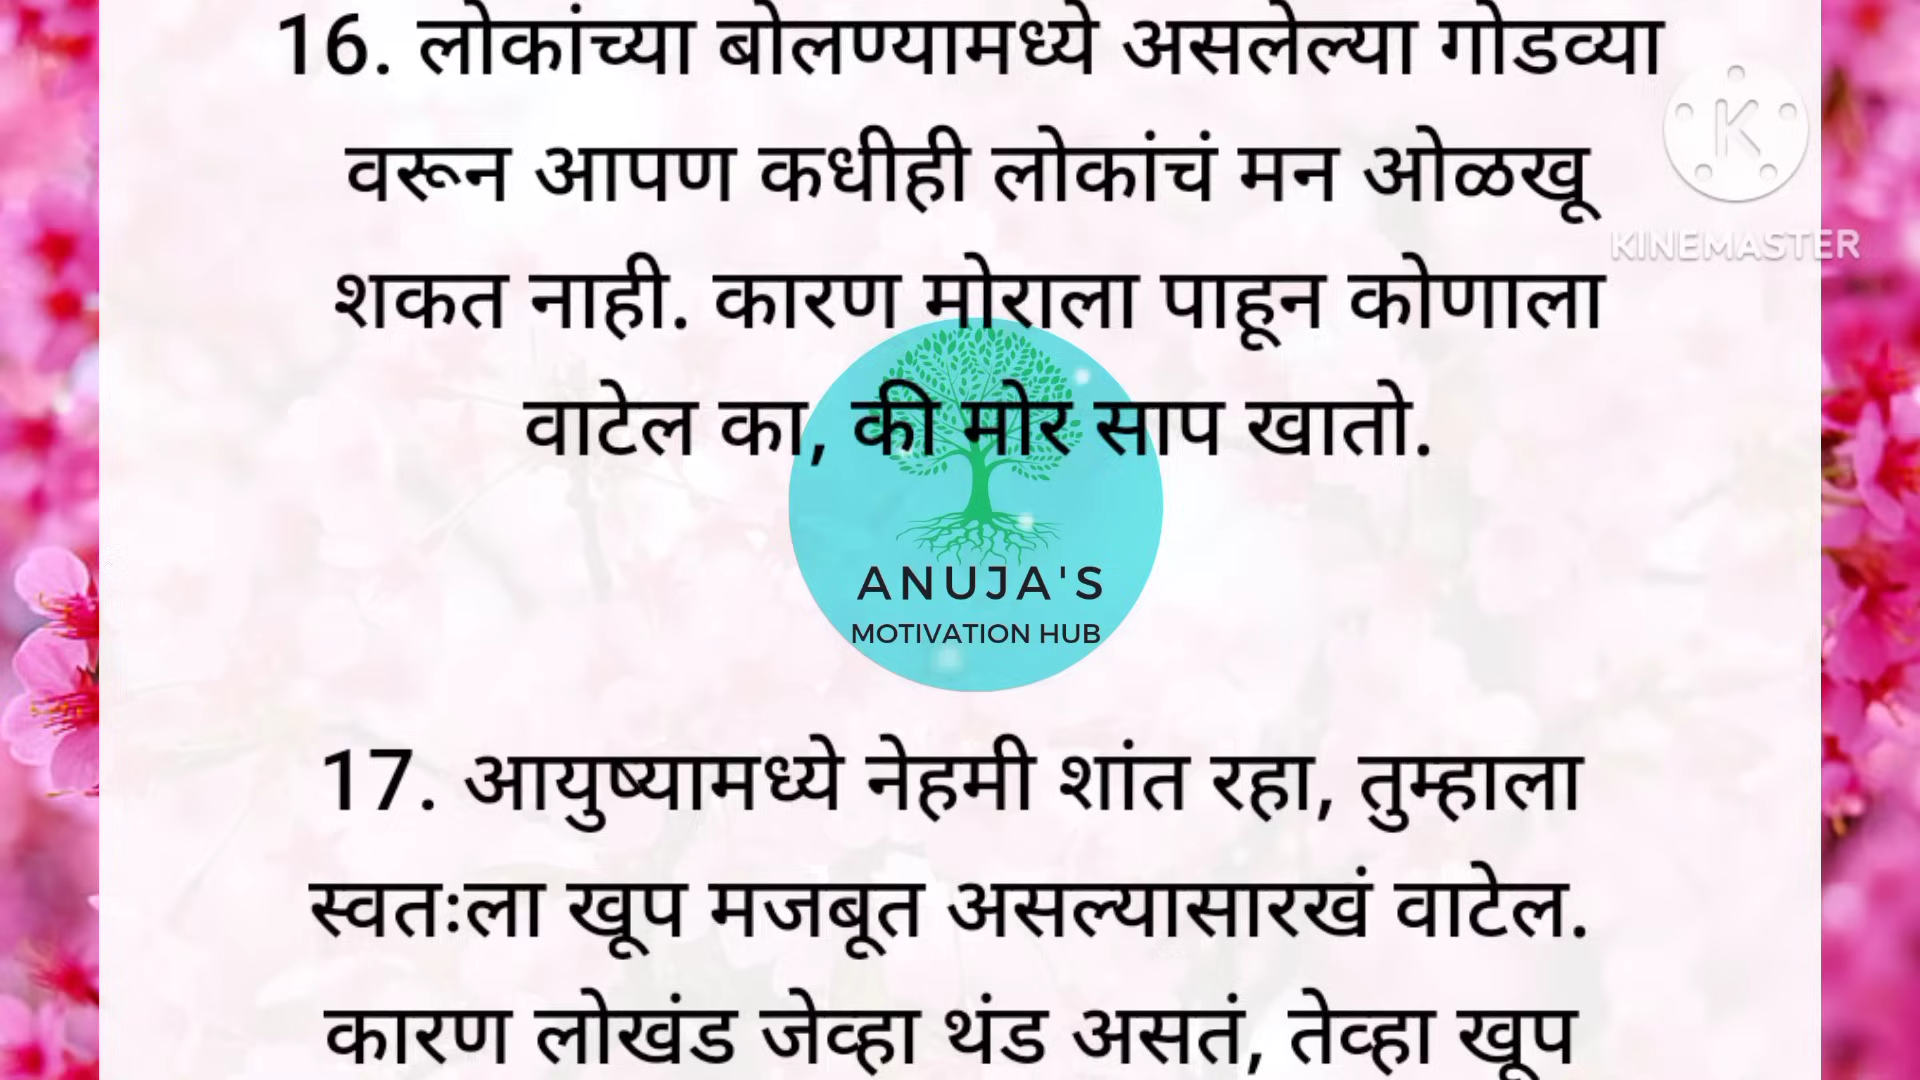 16. लोकांच्या बोलण्यामध्ये असलेल्या गोडव्या
वरून आपण कधीही लोकांचं मन ओळखू
शकत नाही. कारण मोराला पाहून कोणाला
वाटेल का, की मोर साप खातो.
K
KINEMASTER
ANUJA'S
MOTIVATION HUB
17. आयुष्यामध्ये नेहमी शांत रहा, तुम्हाला
स्वतःला खूप मजबूत असल्यासारखं वाटेल.
कारण लोखंड जेव्हा थंड असतं, तेव्हा खूप